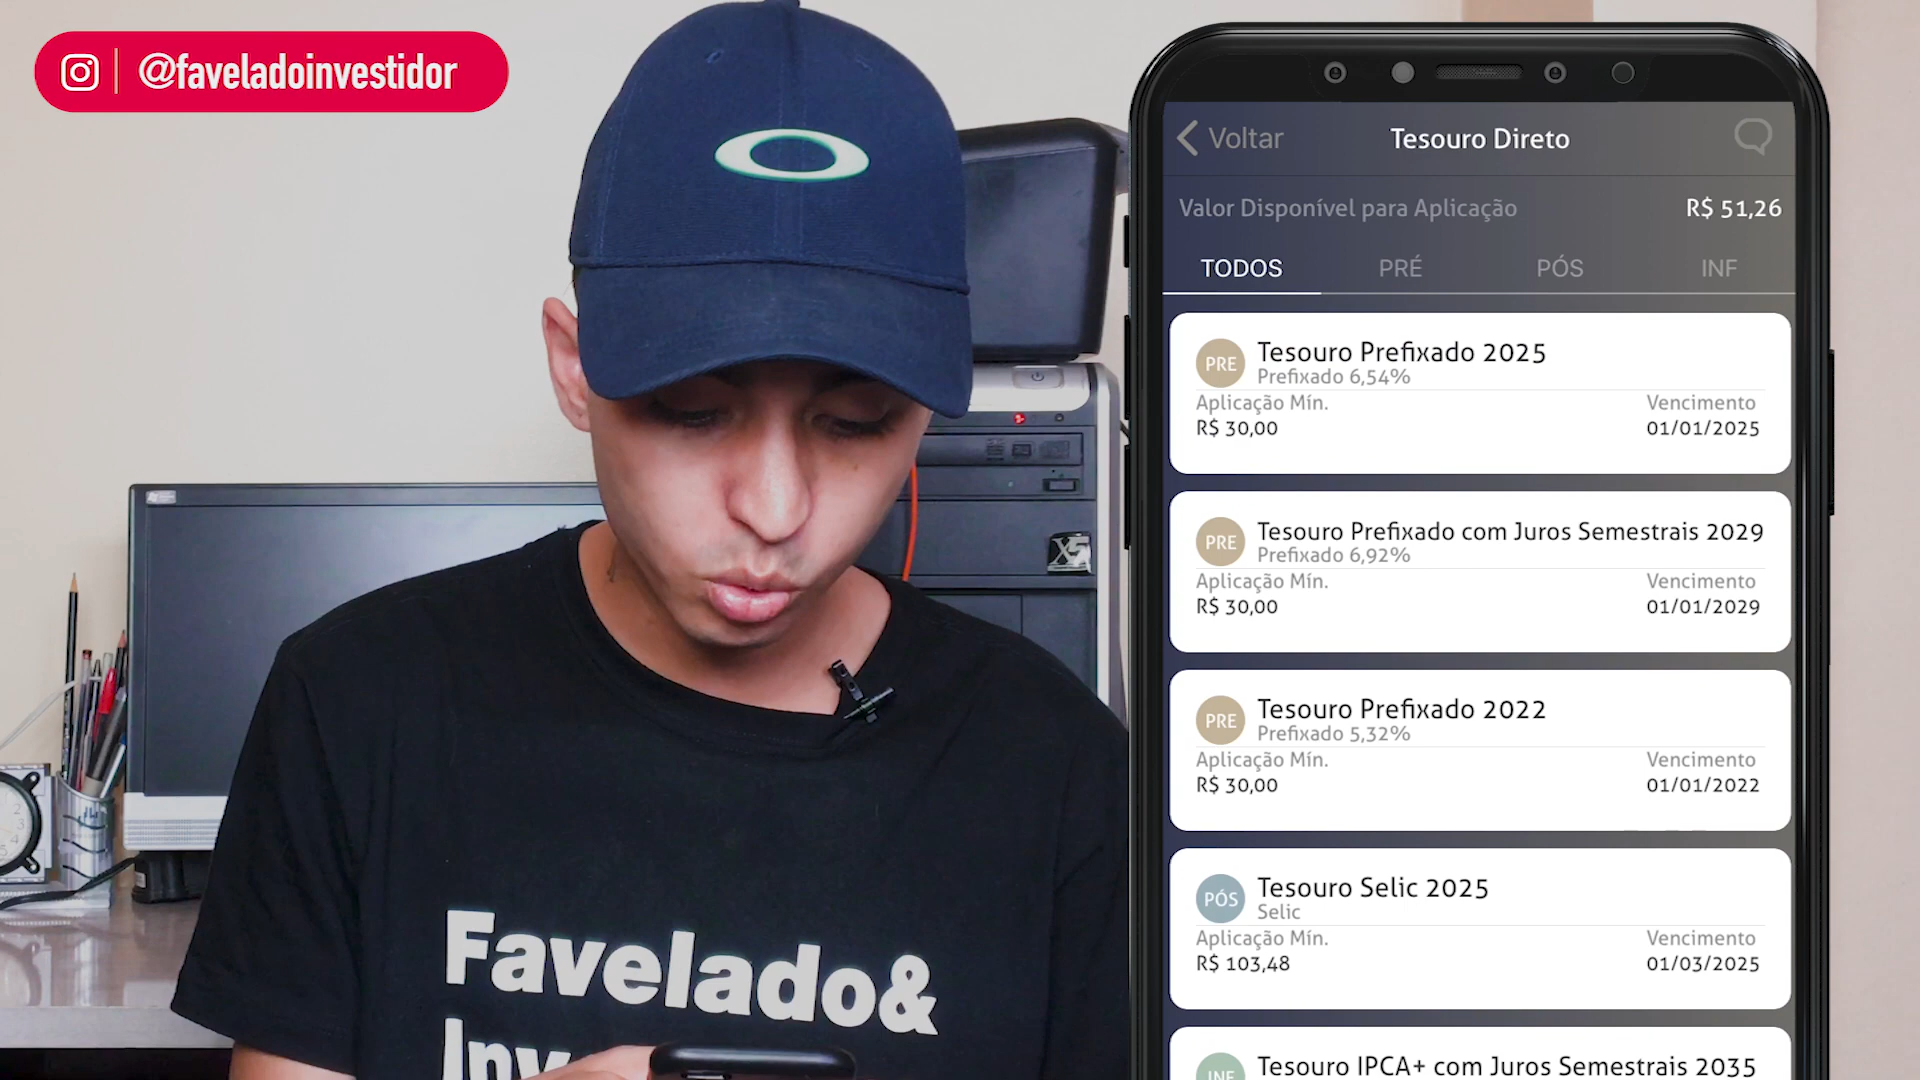 @faveladoinvestidor
Voltar
Tesouro Direto
Valor Disponível para Aplicação
R$ 51,26
TODOS
PRÉ
PÓS
INF
PRE
Tesouro Prefixado 2025
Prefixado 6,54%
Aplicação Mín.
Vencimento
R$ 30,00
01/01/2025
PRE
Tesouro Prefixado com Juros Semestrais 2029
Prefixado 6,92%
Aplicação Mín.
Vencimento
R$ 30,00
01/01/2029
PRE
Tesouro Prefixado 2022
Prefixado 5,32%
Aplicação Mín.
Vencimento
R$ 30,00
01/01/2022
PÓS
Tesouro Selic 2025
Selic
Aplicação Mín.
Vencimento
R$ 103,48
01/03/2025
INF
Tesouro IPCA+ com Juros Semestrais 2035
X5
Favelado&
Inv